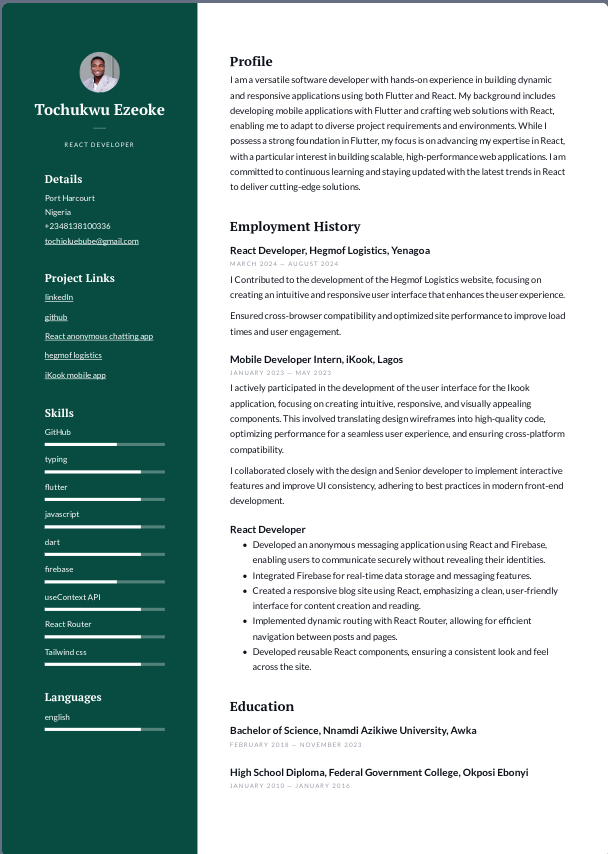 Tochukwu Ezeoke
REACT DEVELOPER
Details
Port Harcourt
Nigeria
+2348138100336
tochioluebube@gmail.com
Project Links
linkedIn
github
React anonymous chatting app
hegmof logistics
iKook mobile app
Skills
GitHub
typing
flutter
javascript
dart
firebase
useContext API
React Router
Tailwind css
Languages
english
Profile
I am a versatile software developer with hands-on experience in building dynamic
and responsive applications using both Flutter and React. My background includes
developing mobile applications with Flutter and crafting web solutions with React,
enabling me to adapt to diverse project requirements and environments. While I
possess a strong foundation in Flutter, my focus is on advancing my expertise in React,
with a particular interest in building scalable, high-performance web applications. I am
committed to continuous learning and staying updated with the latest trends in React
to deliver cutting-edge solutions.
Employment History
React Developer, Hegmof Logistics, Yenagoa
MARCH 2024 — AUGUST 2024
I Contributed to the development of the Hegmof Logistics website, focusing on
creating an intuitive and responsive user interface that enhances the user experience.
Ensured cross-browser compatibility and optimized site performance to improve load
times and user engagement.
Mobile Developer Intern, iKook, Lagos
JANUARY 2023 — MAY 2023
I actively participated in the development of the user interface for the Ikook
application, focusing on creating intuitive, responsive, and visually appealing
components. This involved translating design wireframes into high-quality code,
optimizing performance for a seamless user experience, and ensuring cross-platform
compatibility.
I collaborated closely with the design and Senior developer to implement interactive
features and improve UI consistency, adhering to best practices in modern front-end
development.
React Developer
• Developed an anonymous messaging application using React and Firebase,
enabling users to communicate securely without revealing their identities.
• Integrated Firebase for real-time data storage and messaging features.
• Created a responsive blog site using React, emphasizing a clean, user-friendly
interface for content creation and reading.
• Implemented dynamic routing with React Router, allowing for efficient
navigation between posts and pages.
• Developed reusable React components, ensuring a consistent look and feel
across the site.
Education
Bachelor of Science, Nnamdi Azikiwe University, Awka
FEBRUARY 2018 — NOVEMBER 2023
High School Diploma, Federal Government College, Okposi Ebonyi
JANUARY 2010 — JANUARY 2016